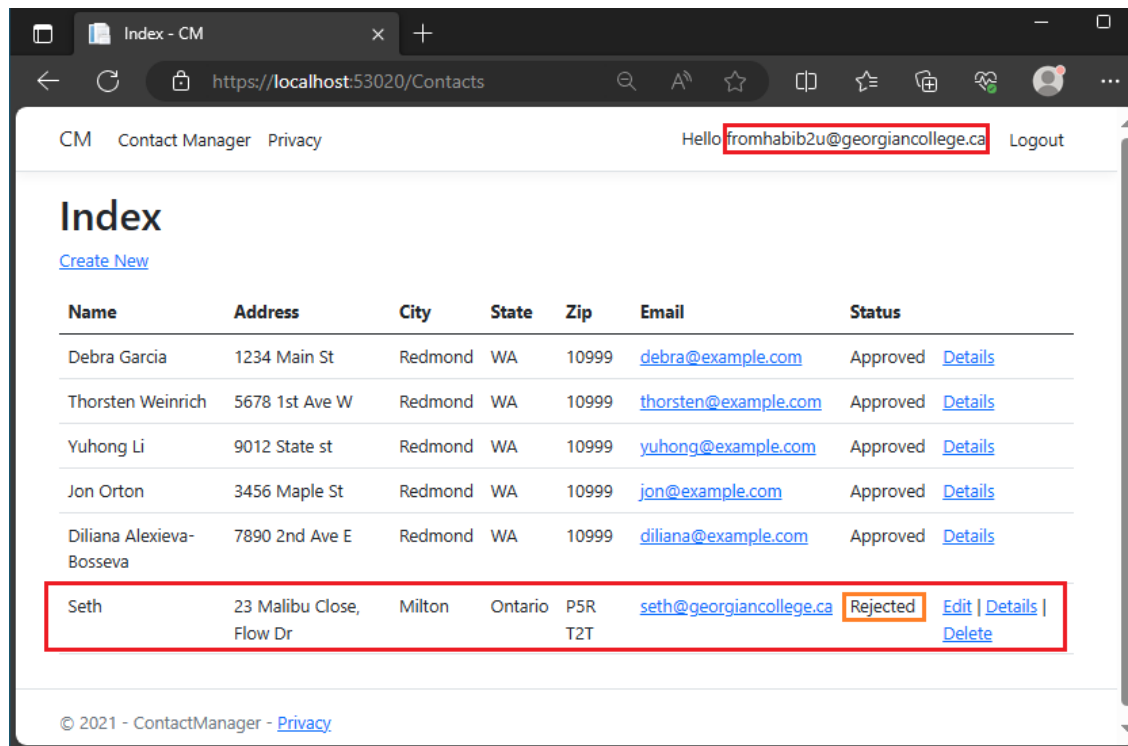 Index - CM
https://localhost:53020/Contacts
CM Contact Manager Privacy Hello fromhabib2u@georgiancollege.ca Logout
Index
Create New
Name Address City State Zip Email Status
Debra Garcia 1234 Main St Redmond WA 10999 debra@example.com Approved Details
Thorsten Weinrich 5678 1st Ave W Redmond WA 10999 thorsten@example.com Approved Details
Yuhong Li 9012 State st Redmond WA 10999 yuhong@example.com Approved Details
Jon Orton 3456 Maple St Redmond WA 10999 jon@example.com Approved Details
Diliana Alexieva- 7890 2nd Ave E Redmond WA 10999 diliana@example.com Approved Details
Bosseva
Seth 23 Malibu Close, Milton Ontario P5R seth@georgiancollege.ca Rejected Edit | Details |
Flow Dr T2T Delete
© 2021 - ContactManager - Privacy